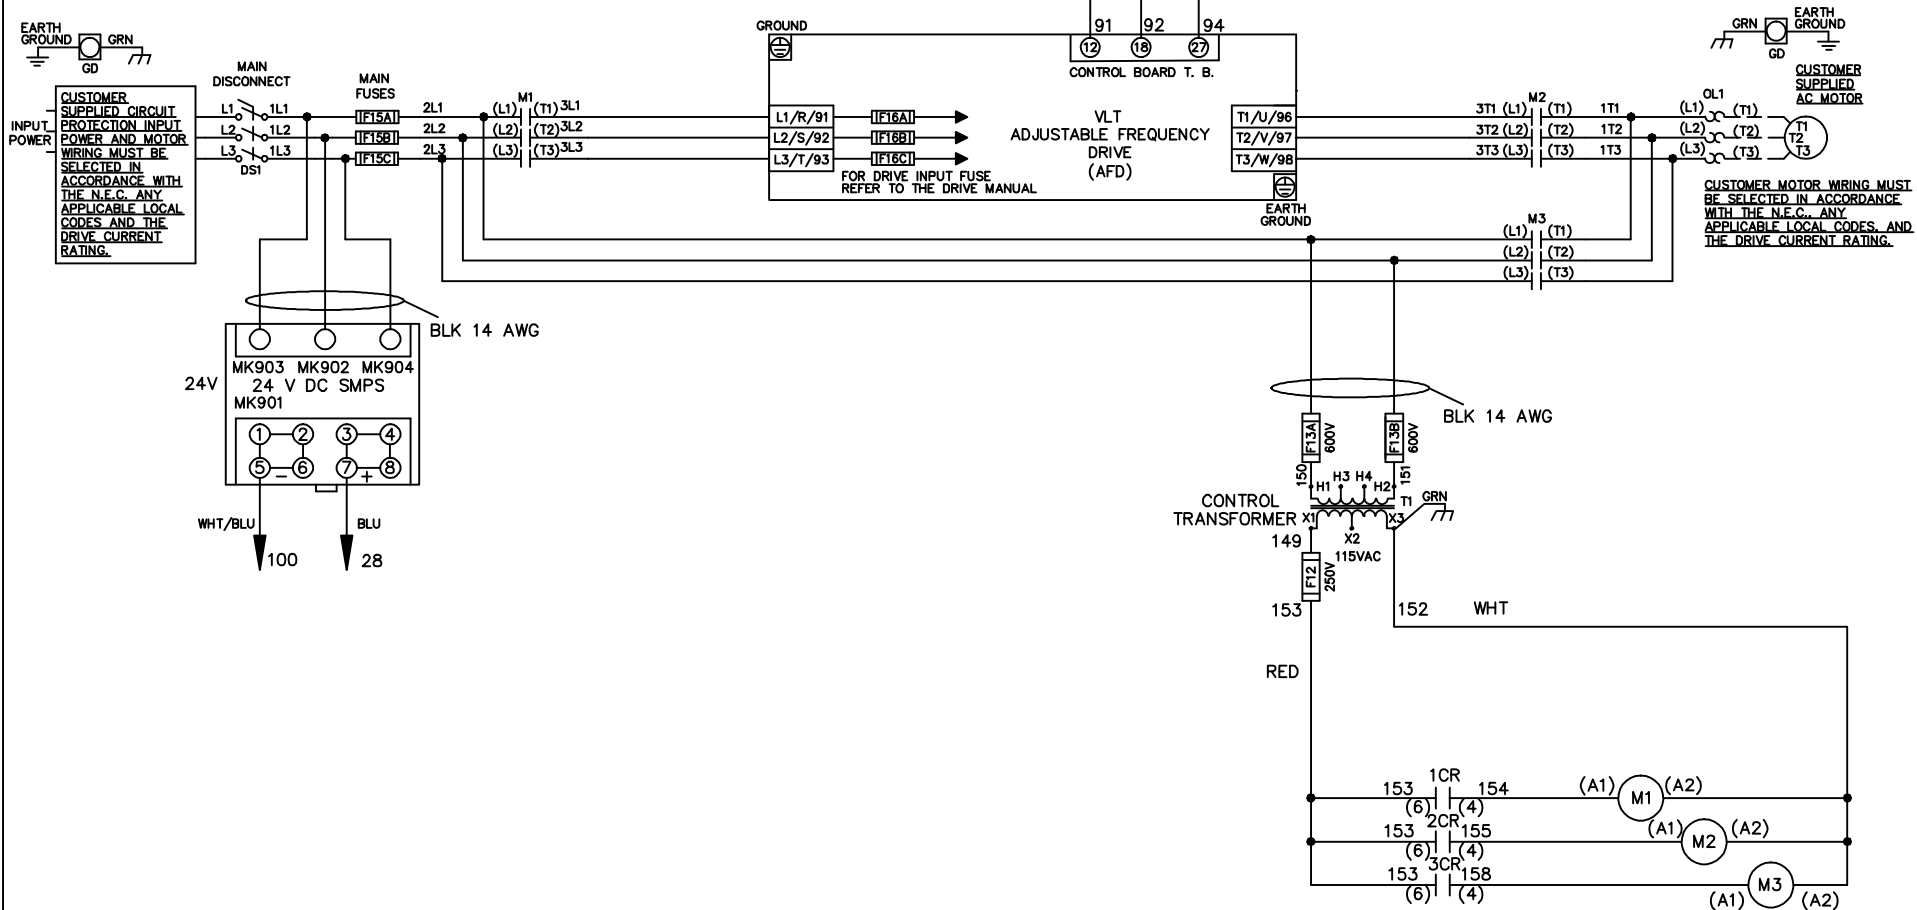 91 92 94
GROUND
12 18 27
CONTROL BOARD T. B.
EARTH
GROUND
GRN
GD
GRN
EARTH
GROUND
GD
MAIN
DISCONNECT
MAIN
FUSES
CUSTOMER
SUPPLIED
AC MOTOR
INPUT
POWER
CUSTOMER
SUPPLIED CIRCUIT
PROTECTION INPUT
POWER AND MOTOR
WIRING MUST BE
SELECTED IN
ACCORDANCE WITH
THE N.E.C. ANY
APPLICABLE LOCAL
CODES AND THE
DRIVE CURRENT
RATING.
L1 1L1 F15A 2L1 (L1) M1 (T1) 3L1
L2 1L2 F15B 2L2 (L2) (T2) 3L2
L3 1L3 F15C 2L3 (L3) (T3) 3L3
DS1
L1/R/91 F16A
L2/S/92 F16B
L3/T/93 F16C
FOR DRIVE INPUT FUSE
REFER TO THE DRIVE MANUAL
VLT
ADJUSTABLE FREQUENCY
DRIVE
(AFD)
T1/U/96
T2/V/97
T3/W/98
EARTH
GROUND
M2
3T1 (L1) (T1) 1T1
3T2 (L2) (T2) 1T2
3T3 (L3) (T3) 1T3
OL1
(L1) (T1)
(L2) (T2)
(L3) (T3)
T1
T2
T3
CUSTOMER MOTOR WIRING MUST
BE SELECTED IN ACCORDANCE
WITH THE N.E.C., ANY
APPLICABLE LOCAL CODES, AND
THE DRIVE CURRENT RATING.
M3
(L1) (T1)
(L2) (T2)
(L3) (T3)
BLK 14 AWG
MK903 MK902 MK904
24V
24 V DC SMPS
MK901
1 2 3 4
5 − 6 7 + 8
WHT/BLU
BLU
100
28
BLK 14 AWG
F13A
600V
F13B
600V
150
151
H1 H3 H4 H2
T1
GRN
CONTROL
TRANSFORMER
X1 X3
X2
149
115VAC
F12
250V
153
152
WHT
RED
1CR
153 154 (A1) M1 (A2)
(6) (4)
2CR
153 155 (A1) M2 (A2)
(6) (4)
3CR
153 158 M3
(6) (4) (A1) (A2)